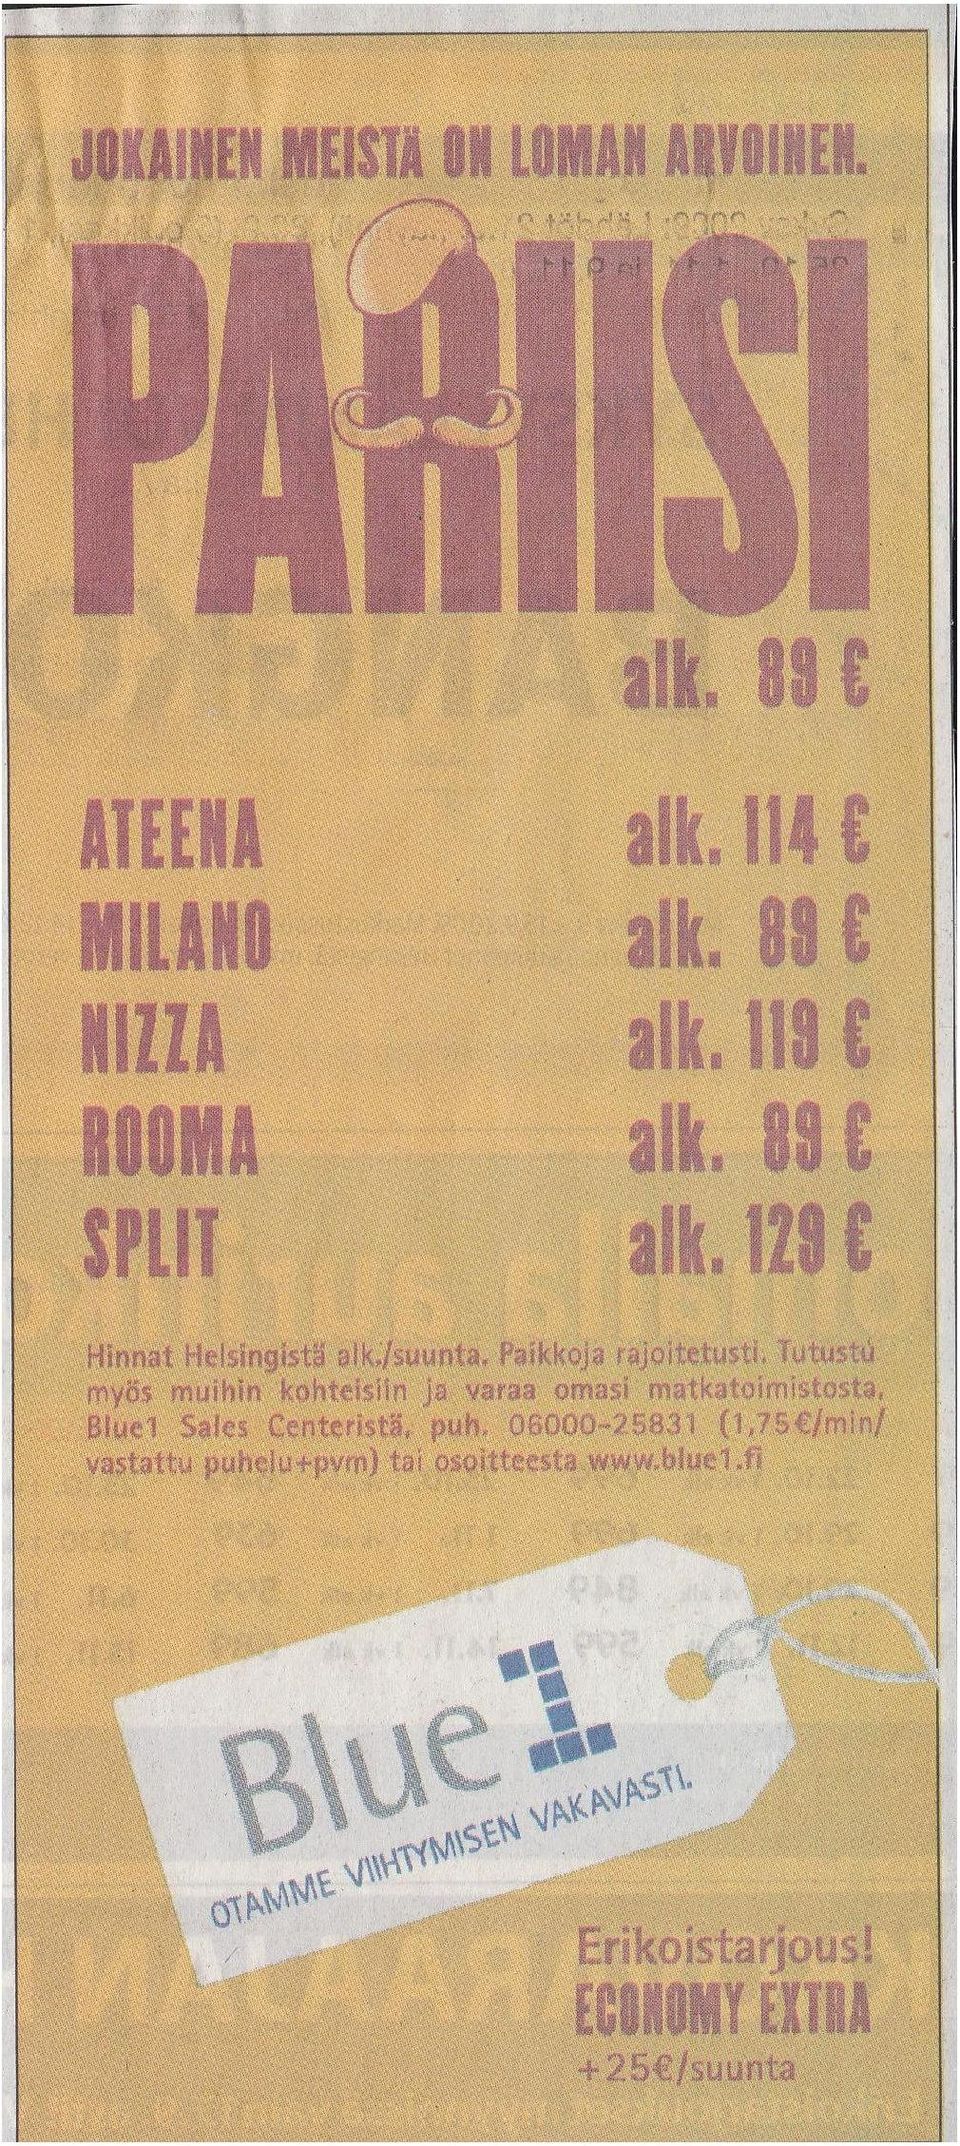 JOKAINEN MEISTÄ ON LOMAN ARVOINEN.
PARIISI
alk. 89 €
ATEENA alk. 114 €
MILANO alk. 89 €
NIZZA alk. 119 €
ROOMA alk. 89 €
SPLIT alk. 129 €
Hinnat Helsingistä alk./suunta. Paikkoja rajoitetusti. Tutustu
myös muihin kohteisiin ja varaa omasi matkatoimistosta,
Blue1 Sales Centeristä, puh. 06000-25831 (1,75€/min/
vastattu puhelu+pvm) tai osoitteesta www.blue1.fi
Blue1
OTAMME VIIHTYMISEN VAKAVASTI.
Erikoistarjous!
ECONOMY EXTRA
+25€/suunta